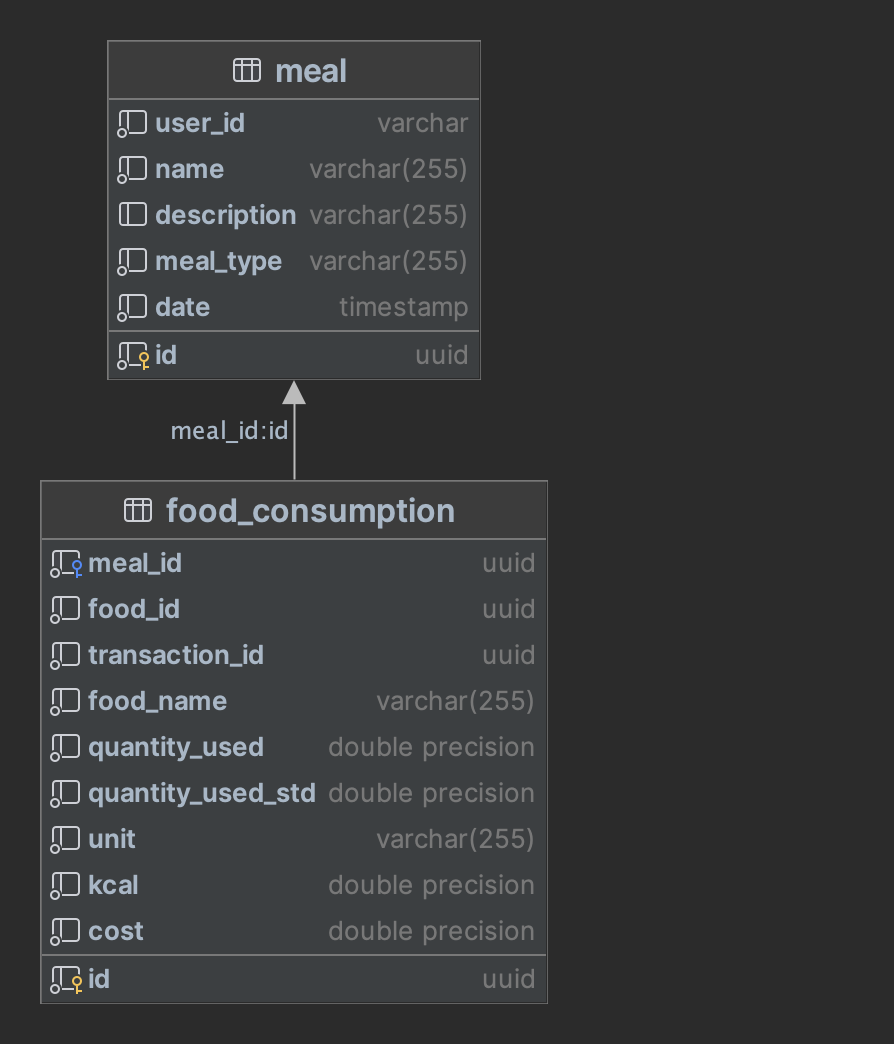 meal
user_id varchar
name varchar(255)
description varchar(255)
meal_type varchar(255)
date timestamp
id uuid
meal_id:id
food_consumption
meal_id uuid
food_id uuid
transaction_id uuid
food_name varchar(255)
quantity_used double precision
quantity_used_std double precision
unit varchar(255)
kcal double precision
cost double precision
id uuid